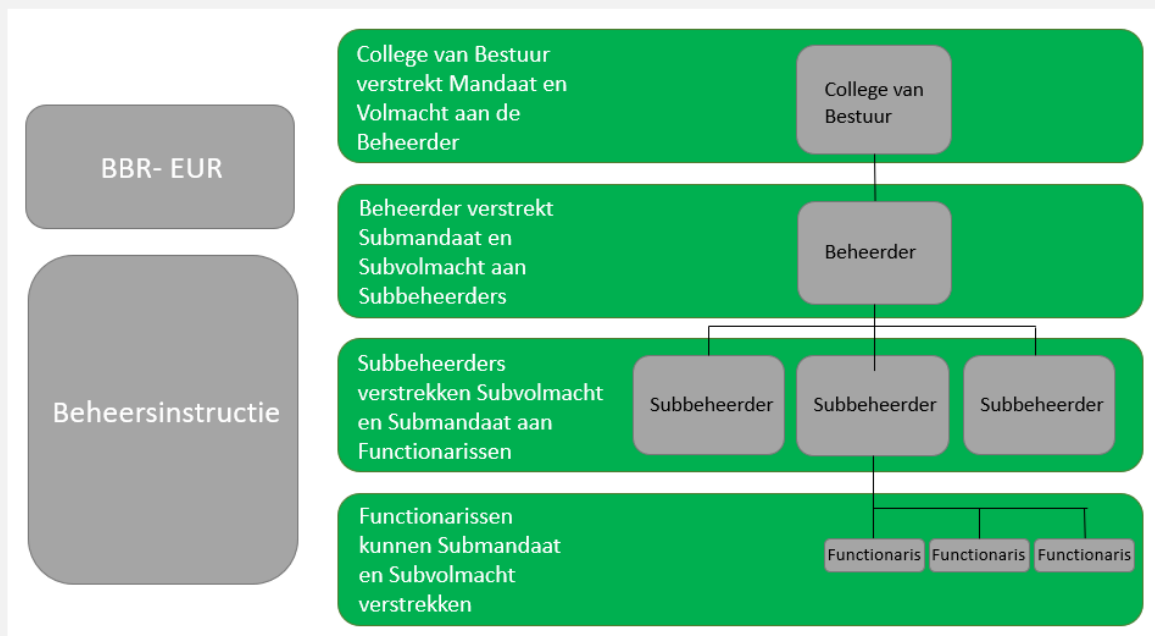 BBR- EUR
Beheersinstructie
College van Bestuur
verstrekt Mandaat en
Volmacht aan de
Beheerder
College van
Bestuur
Beheerder verstrekt
Submandaat en
Subvolmacht aan
Subbeheerders
Beheerder
Subbeheerders
verstrekken Subvolmacht
en Submandaat aan
Functionarissen
Subbeheerder
Subbeheerder
Subbeheerder
Functionarissen
kunnen Submandaat
en Subvolmacht
verstrekken
Functionaris
Functionaris
Functionaris